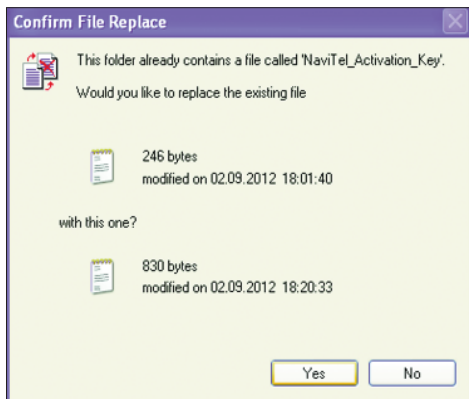 Confirm File Replace
This folder already contains a file called 'NaviTel_Activation_Key'.
Would you like to replace the existing file
246 bytes
modified on 02.09.2012 18:01:40
with this one?
830 bytes
modified on 02.09.2012 18:20:33
Yes No